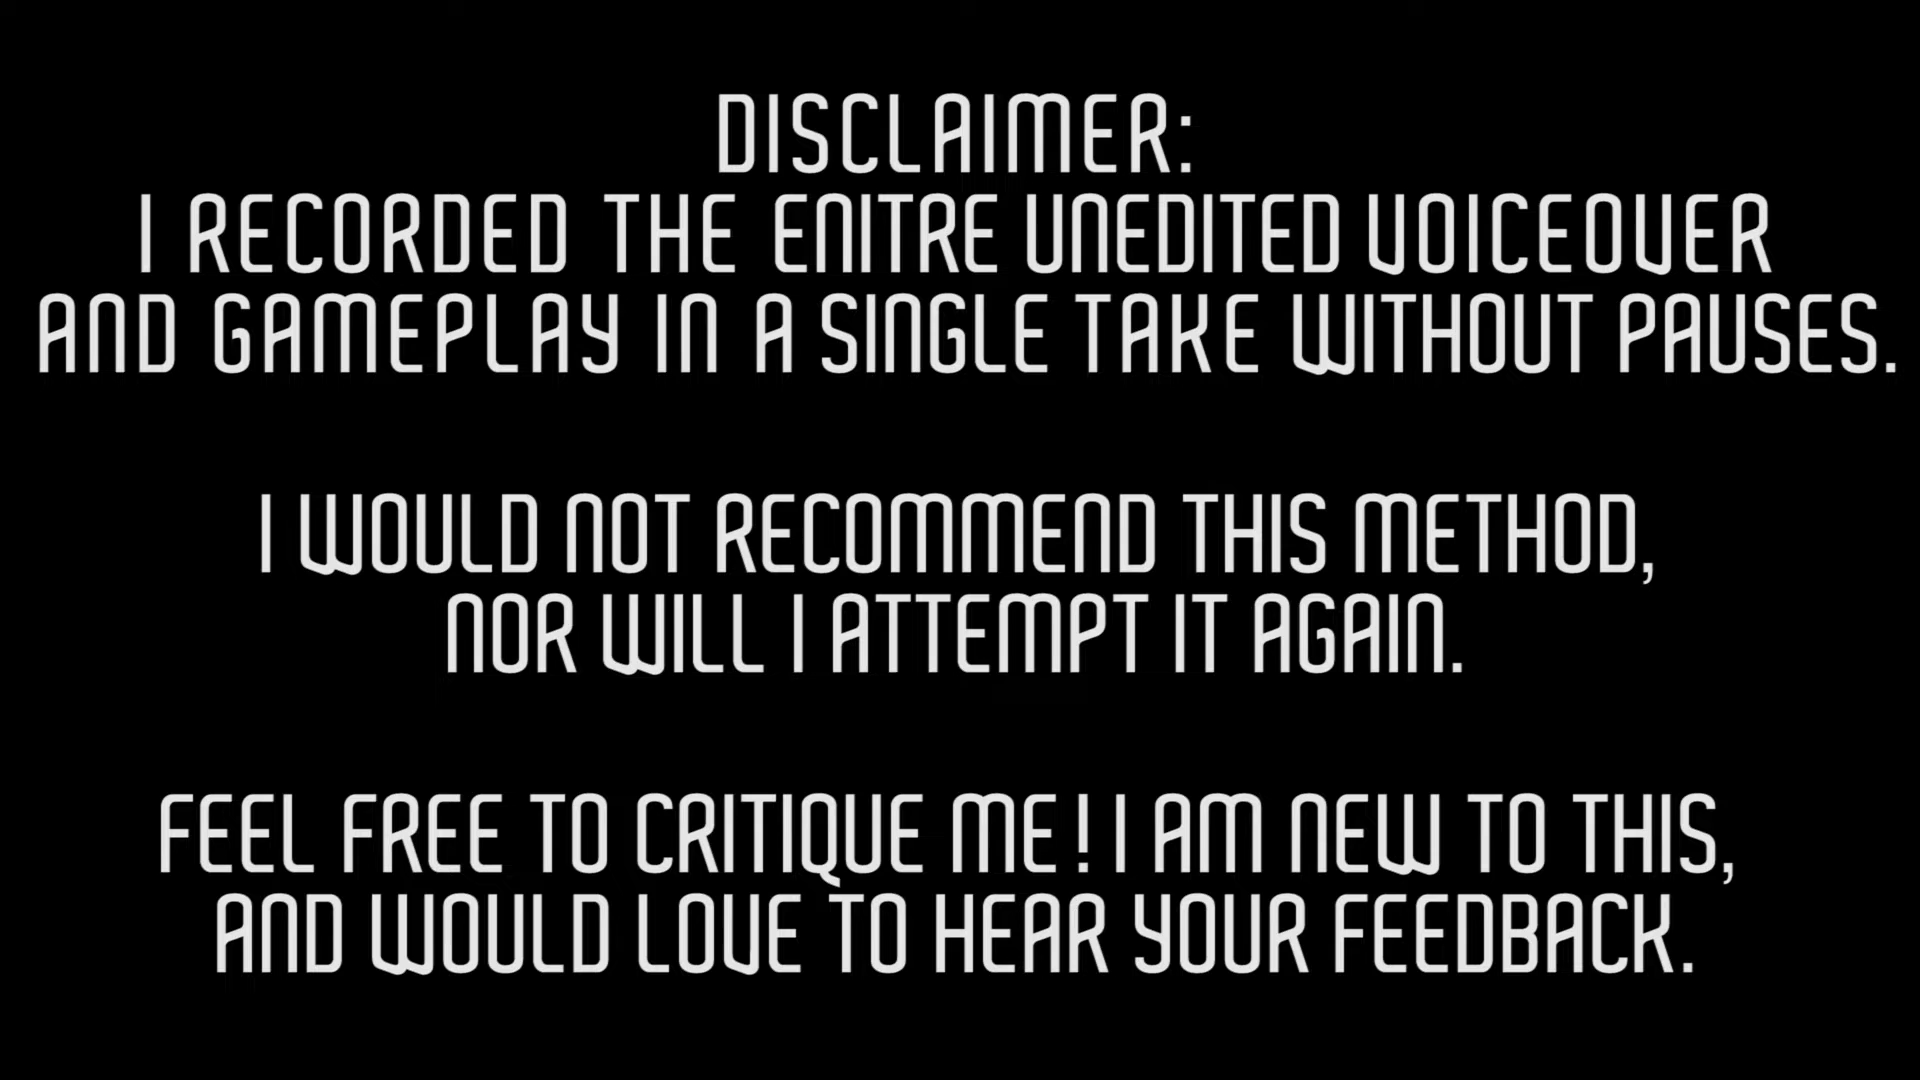 DISCLAIMER:
I RECORDED THE ENITRE UNEDITED VOICEOVER
AND GAMEPLAY IN A SINGLE TAKE WITHOUT PAUSES.
I WOULD NOT RECOMMEND THIS METHOD,
NOR WILL I ATTEMPT IT AGAIN.
FEEL FREE TO CRITIQUE ME! I AM NEW TO THIS,
AND WOULD LOVE TO HEAR YOUR FEEDBACK.